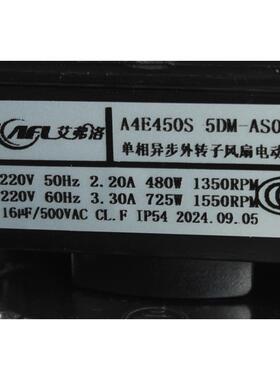 AFL 艾弗洛
A4E450S 5DM-AS0
单相异步外转子风扇电动
220V 50Hz 2.20A 480W 1350RPM
220V 60Hz 3.30A 725W 1550RPM
16μF/500VAC CL.F IP54 2024.09.05